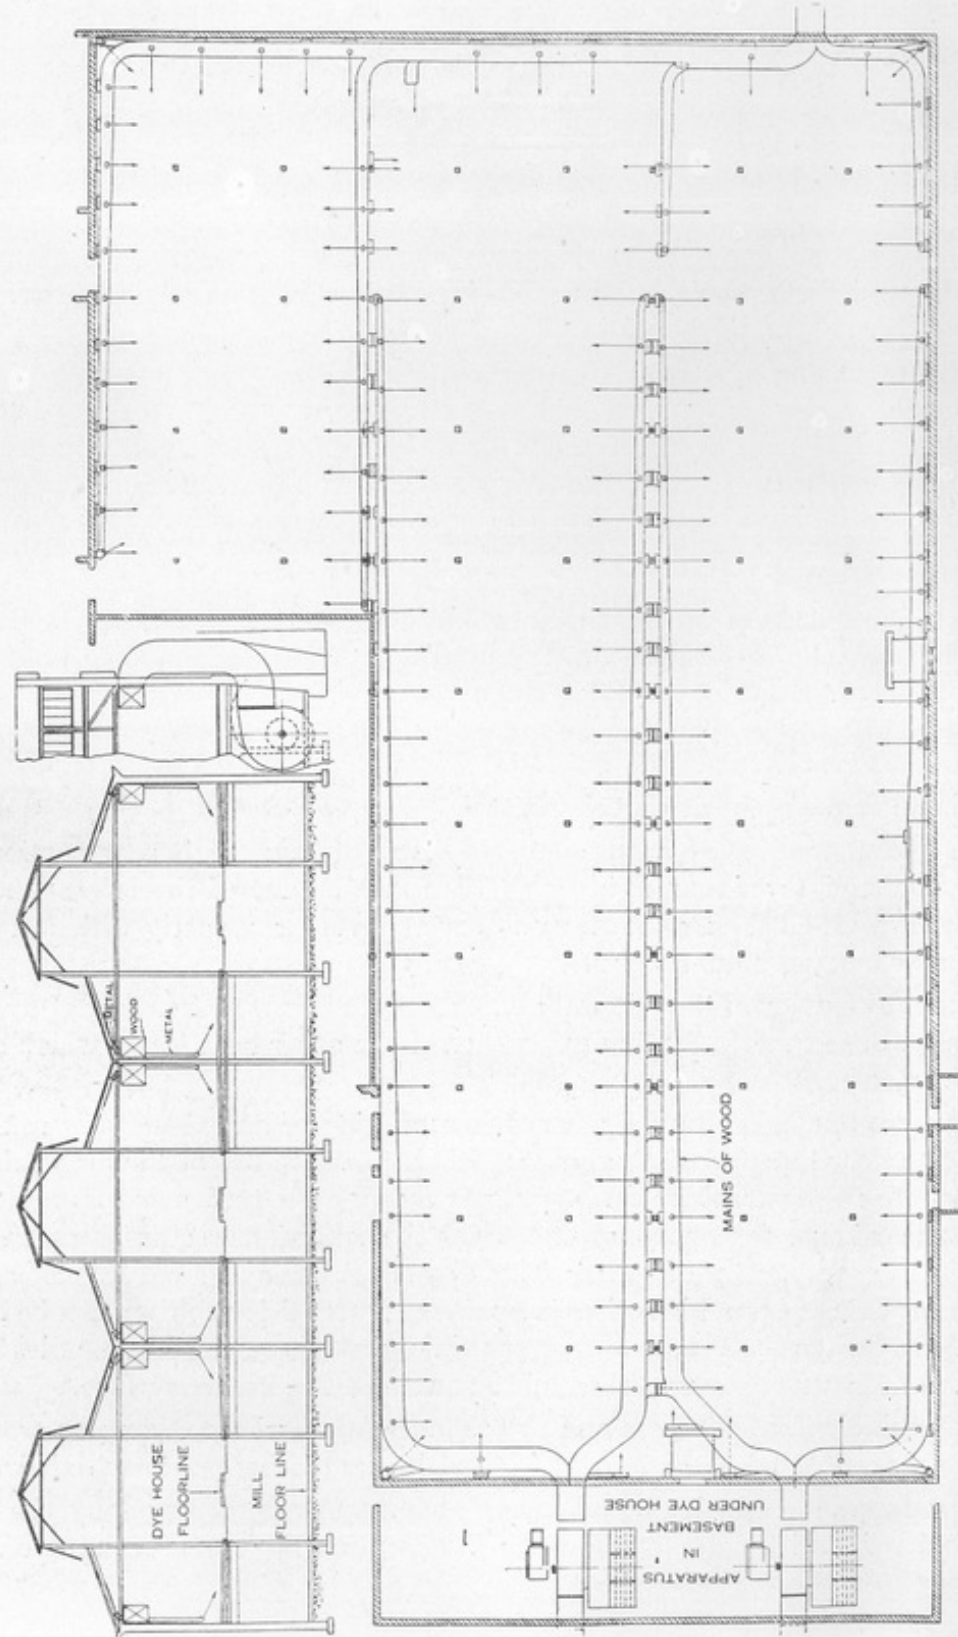 METAL
WOOD
METAL
DYE HOUSE
FLOORLINE
MILL
FLOOR LINE
MAINS OF WOOD
APPARATUS
IN
BASEMENT
UNDER DYE HOUSE